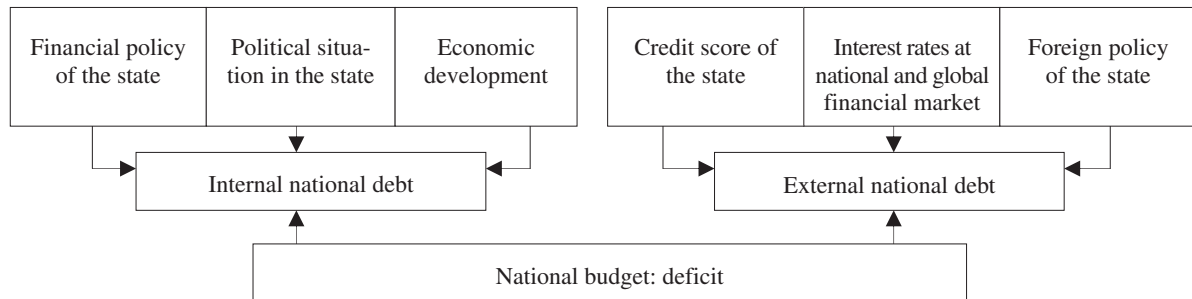 Financial policy
of the state
Political situa-
tion in the state
Economic
development
Credit score of
the state
Interest rates at
national and global
financial market
Foreign policy
of the state
Internal national debt
External national debt
National budget: deficit